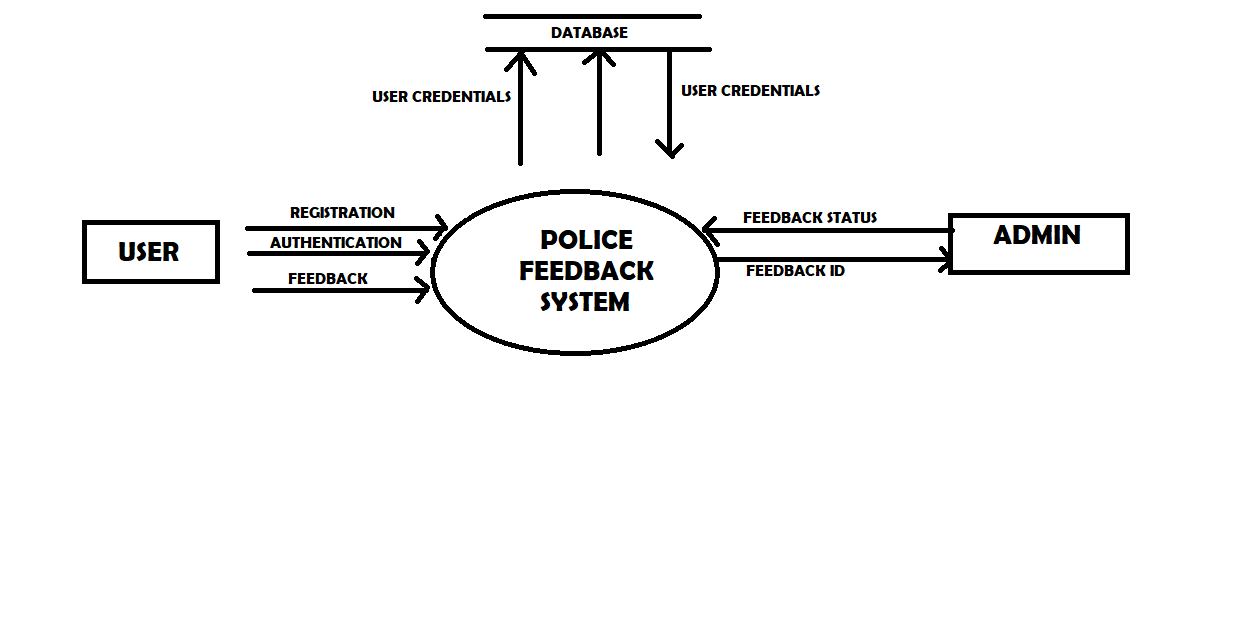 DATABASE
USER CREDENTIALS
USER CREDENTIALS
REGISTRATION
AUTHENTICATION
FEEDBACK
USER
POLICE
FEEDBACK
SYSTEM
FEEDBACK STATUS
FEEDBACK ID
ADMIN